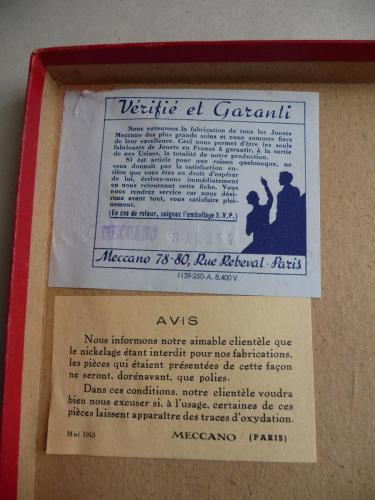 Vérifié et Garanti
Nous entourons la fabrication de tous les Jouets
Meccano des plus grands soins et nous sommes fiers
de leur excellence. Ceci nous permet d'être les seuls
fabricants de Jouets en France à garantir, à la sortie
de nos Usines, la totalité de notre production.
Si cet article pour une raison quelconque, ne
vous donnait pas la satisfaction en-
tière que vous êtes en droit d'espérer
de lui, écrivez-nous immédiatement
en nous retournant cette fiche. Vous
nous rendrez service car nous dési-
rons avant tout, vous satisfaire plei-
nement.
(En cas de retour, soignez l'emballage S.V.P.)
Meccano 78-80, Rue Rebeval - Paris
1139-250-A. 8.400 V
AVIS
Nous informons notre aimable clientèle que
le nickelage étant interdit pour nos fabrications,
les pièces qui étaient présentées de cette façon
ne seront, dorénavant, que polies.
Dans ces conditions, notre clientèle voudra
bien nous excuser si, à l'usage, certaines de ces
pièces laissent apparaître des traces d'oxydation.
Mai 1943 MECCANO (PARIS)